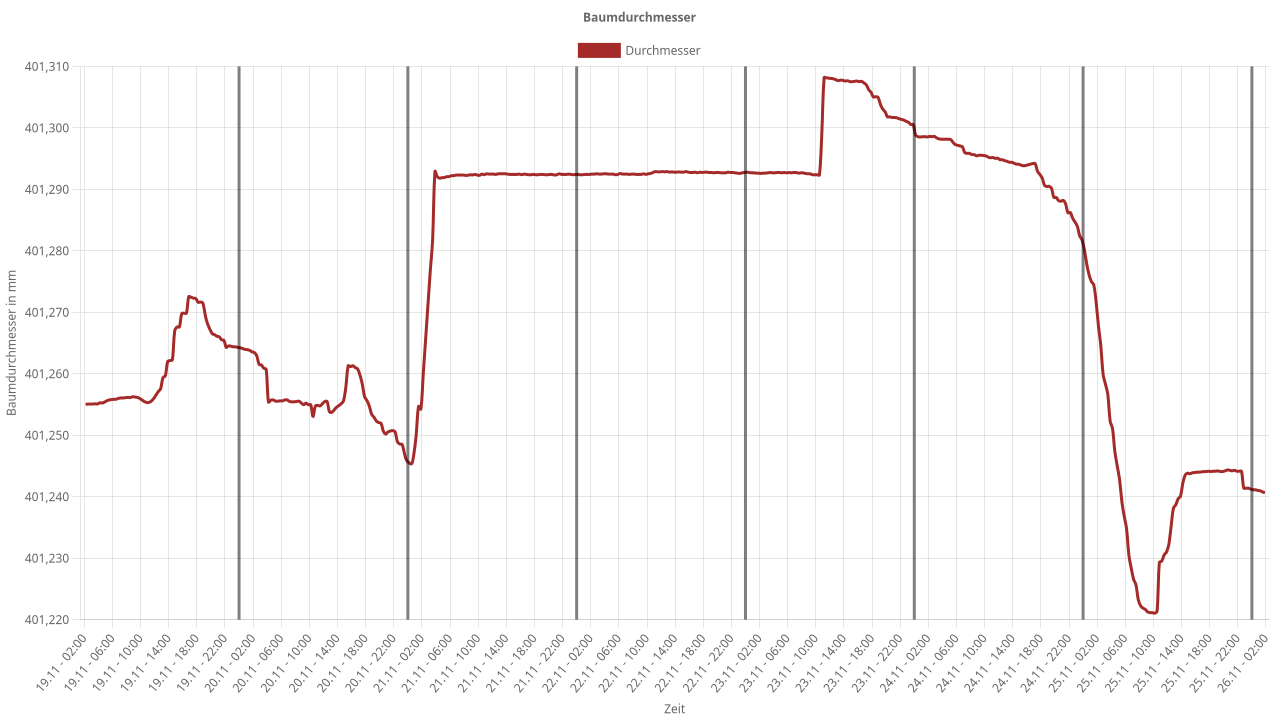 Baumdurchmesser
Durchmesser
Baumdurchmesser in mm
401,310
401,300
401,290
401,280
401,270
401,260
401,250
401,240
401,230
401,220
19.11 - 02:00
19.11 - 06:00
19.11 - 10:00
19.11 - 14:00
19.11 - 18:00
19.11 - 22:00
20.11 - 02:00
20.11 - 06:00
20.11 - 10:00
20.11 - 14:00
20.11 - 18:00
20.11 - 22:00
21.11 - 02:00
21.11 - 06:00
21.11 - 10:00
21.11 - 14:00
21.11 - 18:00
21.11 - 22:00
22.11 - 02:00
22.11 - 06:00
22.11 - 10:00
22.11 - 14:00
22.11 - 18:00
22.11 - 22:00
23.11 - 02:00
23.11 - 06:00
23.11 - 10:00
23.11 - 14:00
23.11 - 18:00
23.11 - 22:00
24.11 - 02:00
24.11 - 06:00
24.11 - 10:00
24.11 - 14:00
24.11 - 18:00
24.11 - 22:00
25.11 - 02:00
25.11 - 06:00
25.11 - 10:00
25.11 - 14:00
25.11 - 18:00
25.11 - 22:00
26.11 - 02:00
Zeit